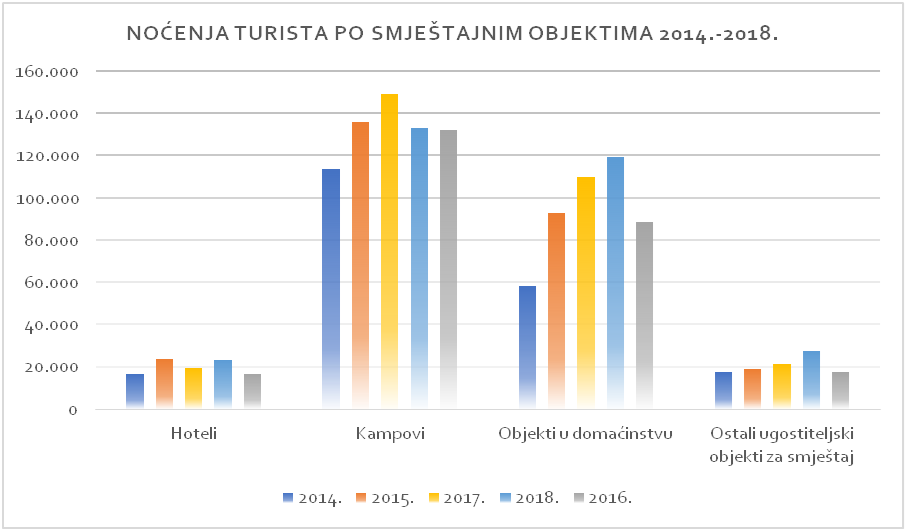 NOĆENJA TURISTA PO SMJEŠTAJNIM OBJEKTIMA 2014.-2018.
160.000
140.000
120.000
100.000
80.000
60.000
40.000
20.000
0
Hoteli
Kampovi
Objekti u domaćinstvu
Ostali ugostiteljski
objekti za smještaj
2014. 2015. 2017. 2018. 2016.